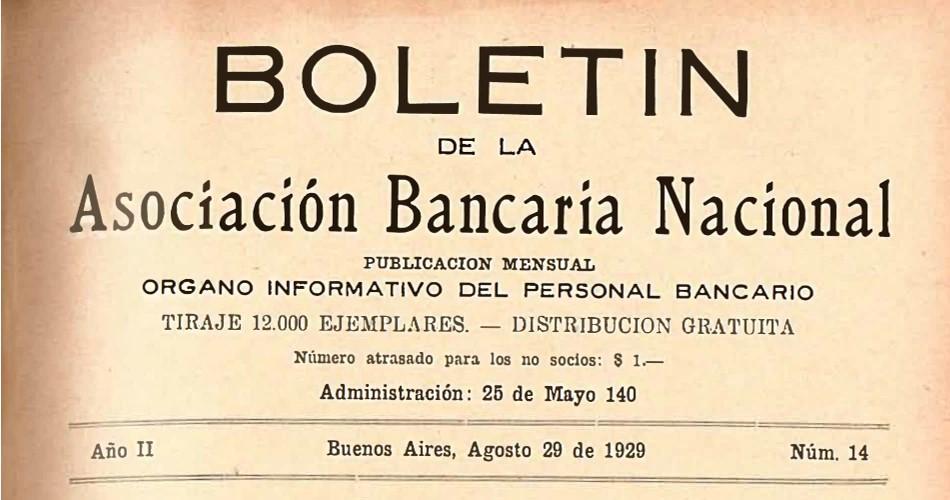 BOLETIN
DE LA
Asociación Bancaria Nacional
PUBLICACION MENSUAL
ORGANO INFORMATIVO DEL PERSONAL BANCARIO
TIRAJE 12.000 EJEMPLARES. — DISTRIBUCION GRATUITA
Número atrasado para los no socios: $ 1.—
Administración: 25 de Mayo 140
Año II Buenos Aires, Agosto 29 de 1929 Núm. 14